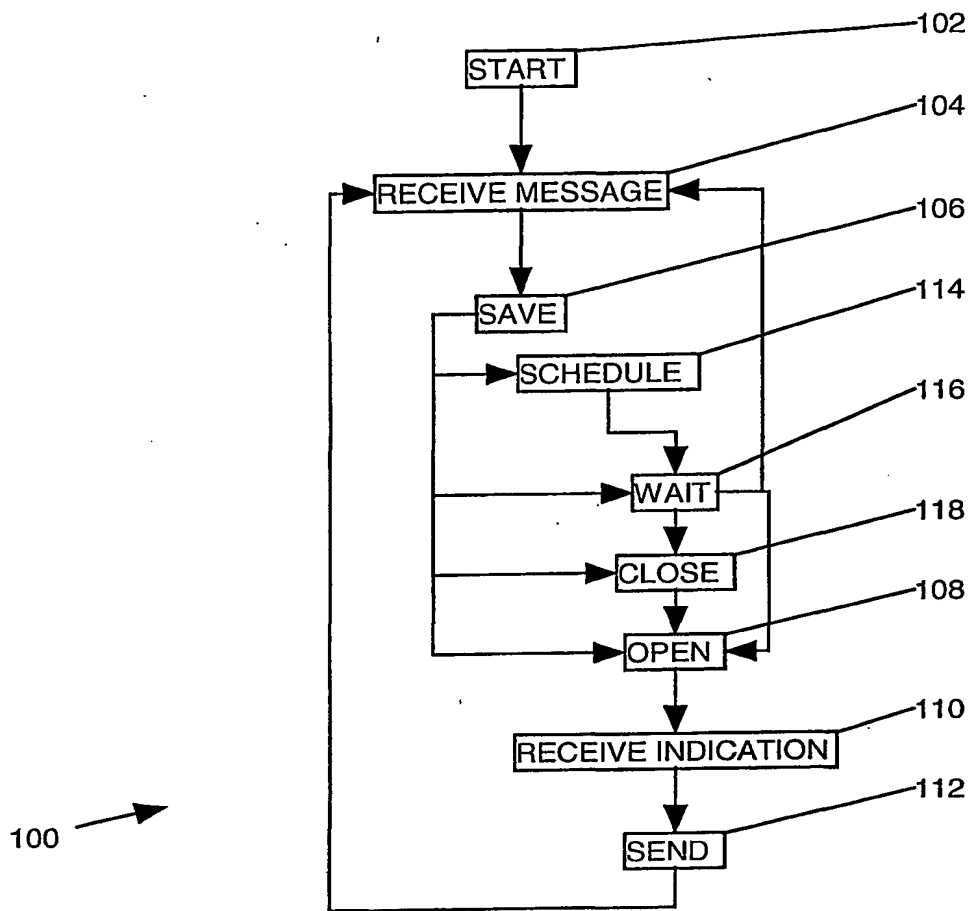 102
START
104
RECEIVE MESSAGE
106
SAVE
114
SCHEDULE
116
WAIT
118
CLOSE
108
OPEN
110
RECEIVE INDICATION
112
SEND
100